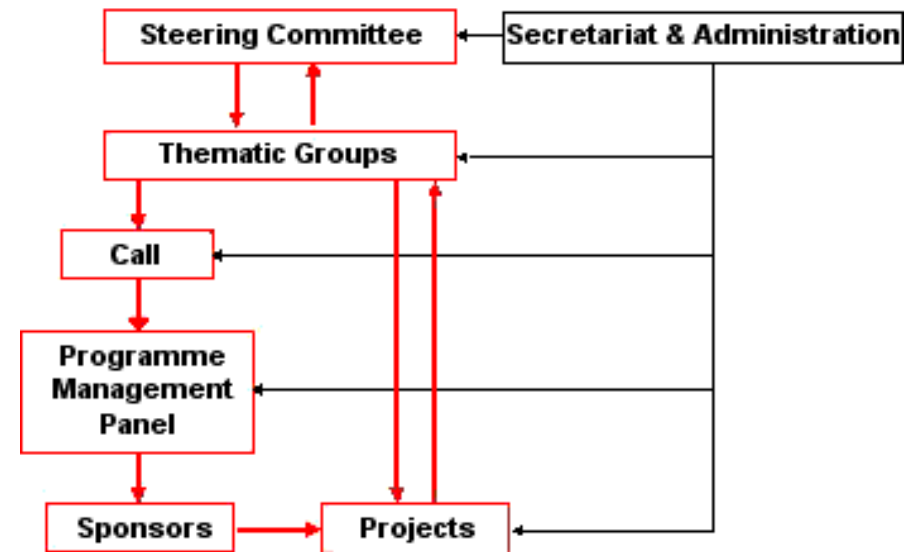 Steering Committee
Secretariat & Administration
Thematic Groups
Call
Programme
Management
Panel
Sponsors
Projects